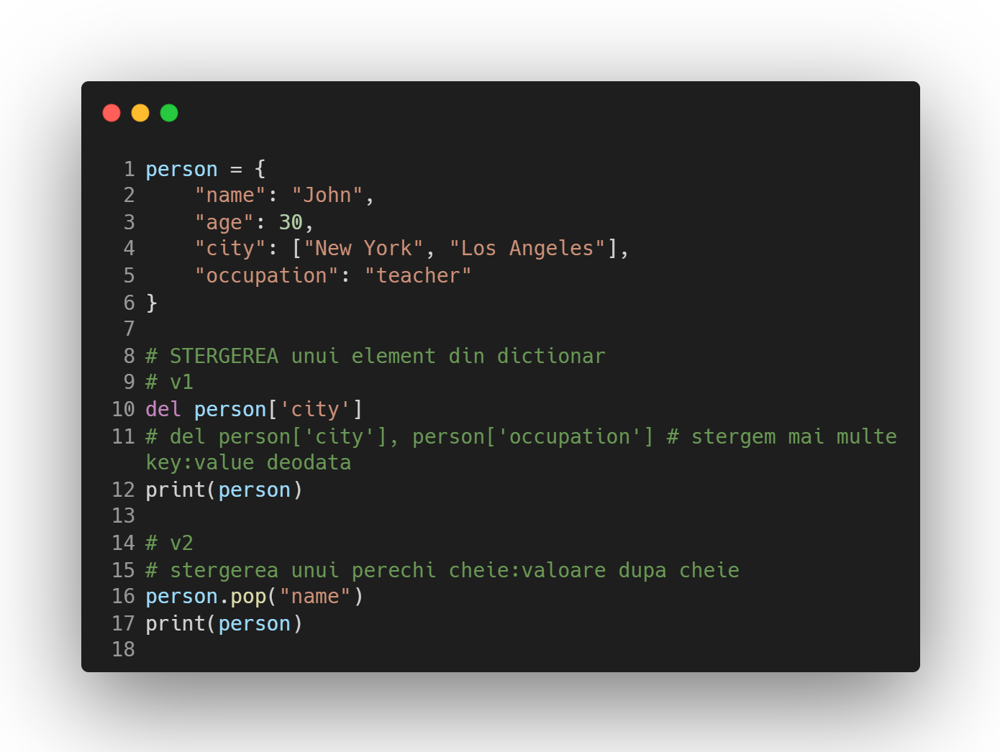 1 person = {
2     "name": "John",
3     "age": 30,
4     "city": ["New York", "Los Angeles"],
5     "occupation": "teacher"
6 }
7
8 # STERGEREA unui element din dictionar
9 # v1
10 del person['city']
11 # del person['city'], person['occupation'] # stergem mai multe
key:value deodata
12 print(person)
13
14 # v2
15 # stergerea unui perechi cheie:valoare dupa cheie
16 person.pop("name")
17 print(person)
18